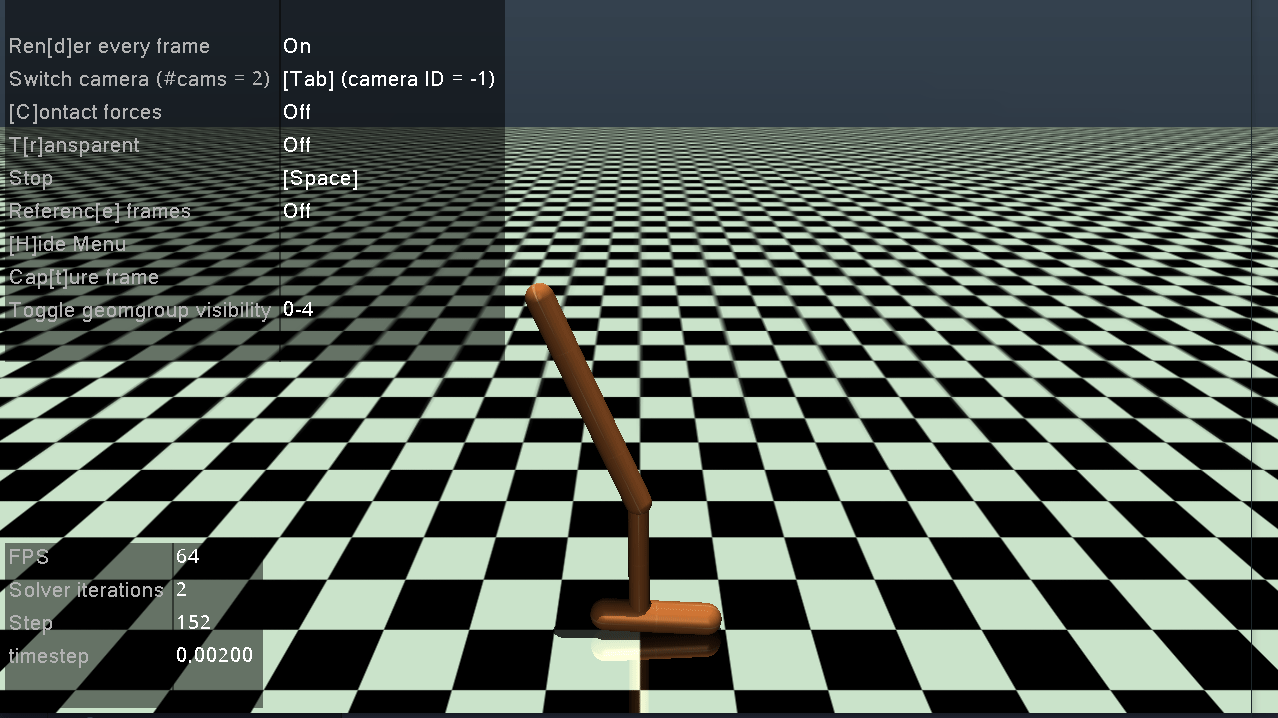 Ren[d]er every frame On
Switch camera (#cams = 2) [Tab] (camera ID = -1)
[C]ontact forces Off
T[r]ansparent Off
Stop [Space]
Referenc[e] frames Off
[H]ide Menu
Cap[t]ure frame
Toggle geomgroup visibility 0-4
FPS 64
Solver iterations 2
Step 152
timestep 0.00200